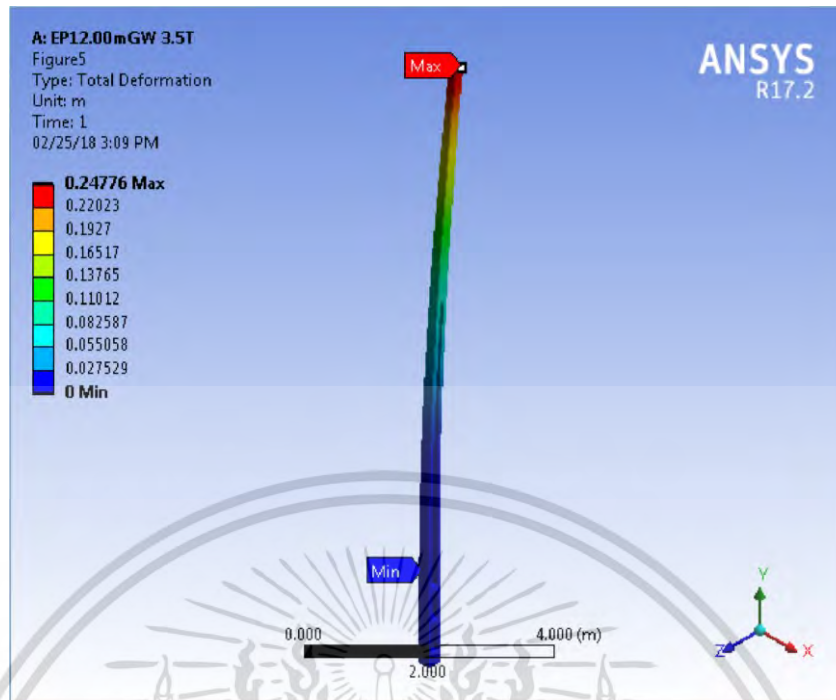 A: EP12.00mGW 3.5T
Figure5
Type: Total Deformation
Unit: m
Time: 1
02/25/18 3:09 PM
0.24776 Max
0.22023
0.1927
0.16517
0.13765
0.11012
0.082587
0.055058
0.027529
0 Min
Max
ANSYS
R17.2
Min
0.000
4.000 (m)
2.000
Y
Z
X